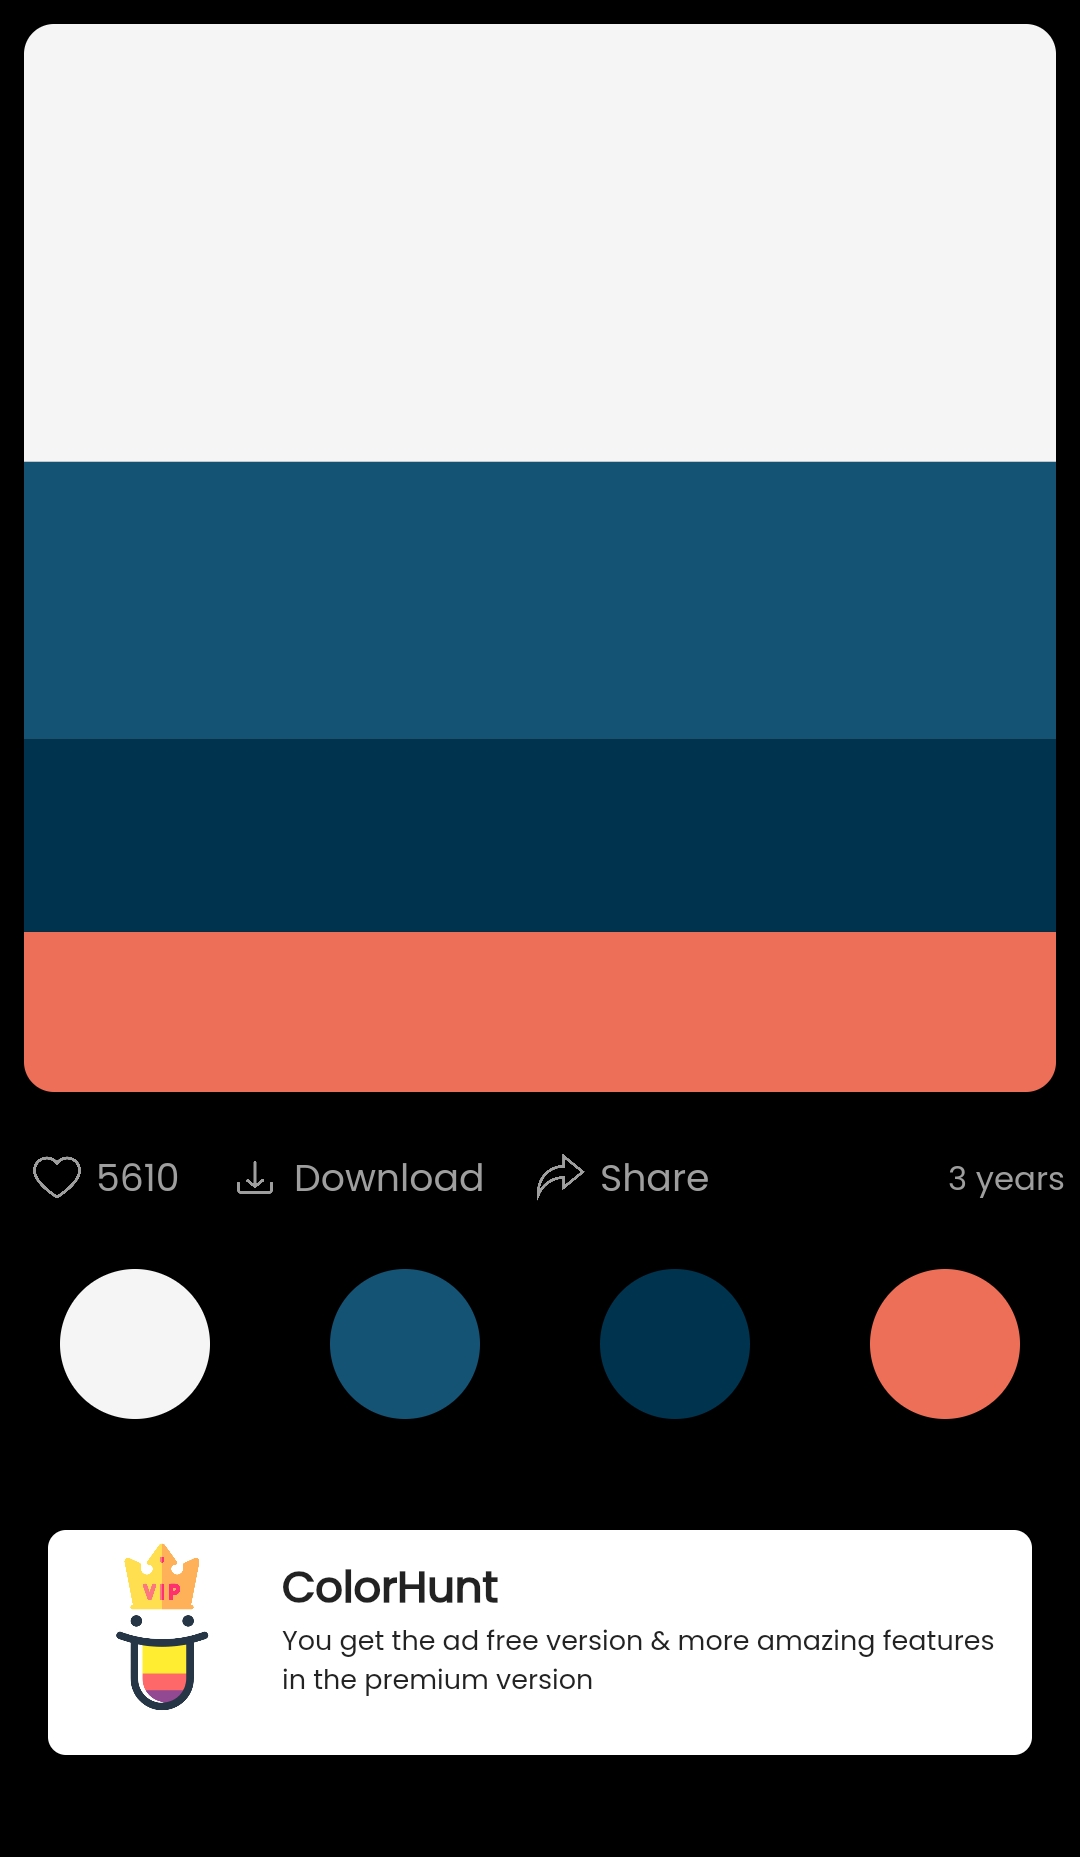 5610 Download Share 3 years
VIP
ColorHunt
You get the ad free version & more amazing features
in the premium version